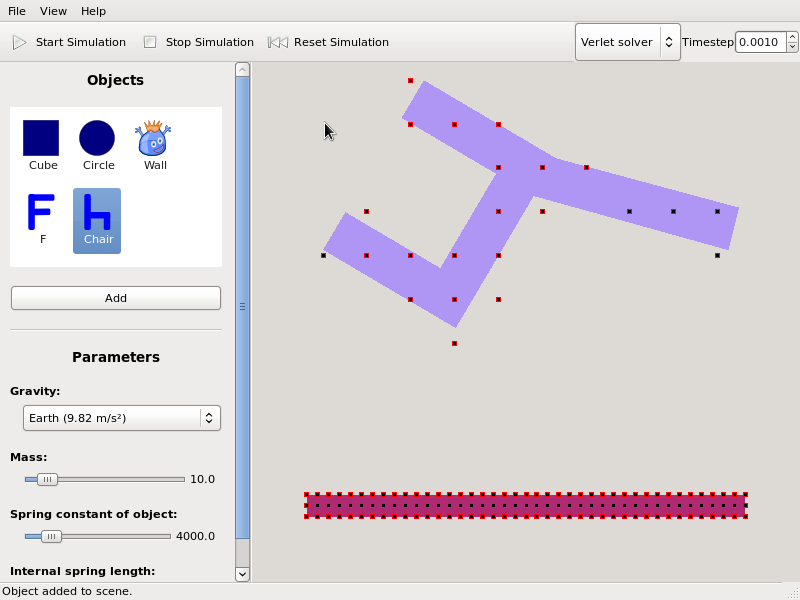 File View Help
Start Simulation Stop Simulation Reset Simulation Verlet solver Timestep 0.0010
Objects
Cube Circle Wall
F Chair
Add
Parameters
Gravity:
Earth (9.82 m/s²)
Mass:
10.0
Spring constant of object:
4000.0
Internal spring length:
Object added to scene.